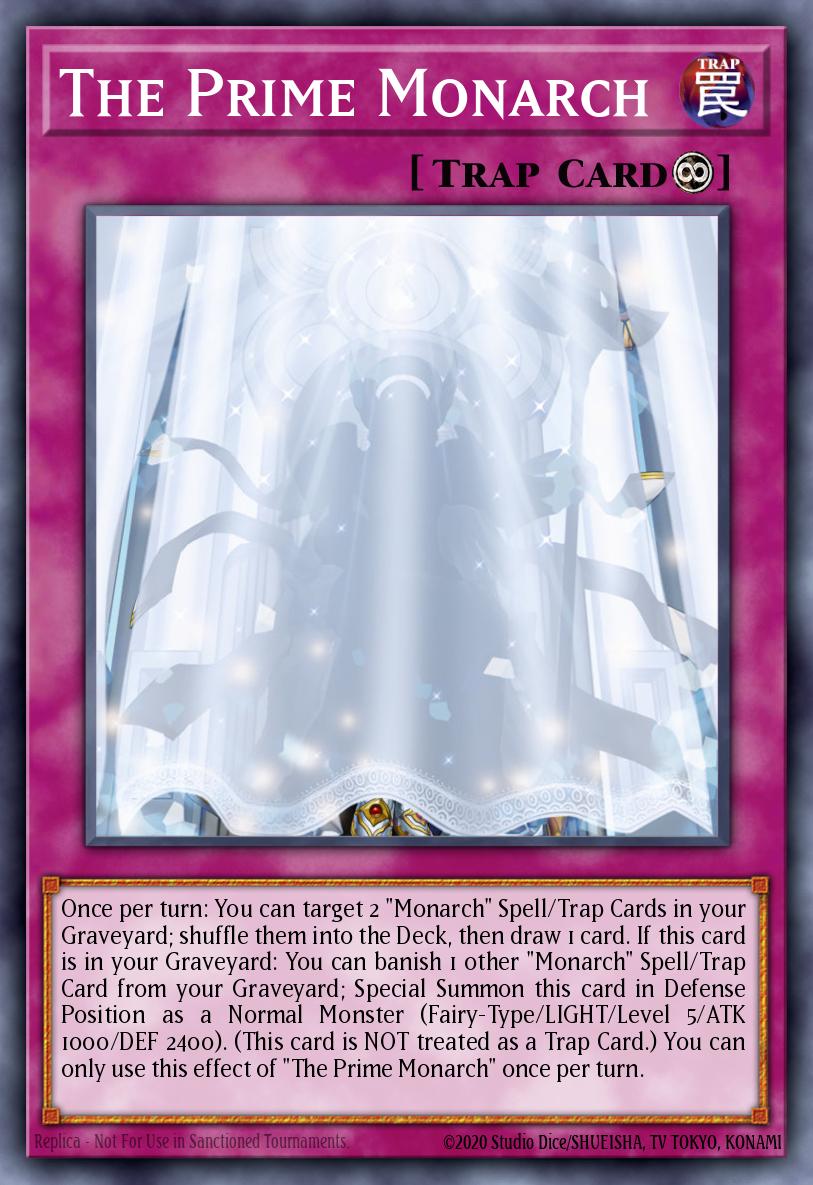 The Prime Monarch
TRAP
罠
[Trap Card]
Once per turn: You can target 2 "Monarch" Spell/Trap Cards in your
Graveyard; shuffle them into the Deck, then draw 1 card. If this card
is in your Graveyard: You can banish 1 other "Monarch" Spell/Trap
Card from your Graveyard; Special Summon this card in Defense
Position as a Normal Monster (Fairy-Type/LIGHT/Level 5/ATK
1000/DEF 2400). (This card is NOT treated as a Trap Card.) You can
only use this effect of "The Prime Monarch" once per turn.
Replica - Not For Use in Sanctioned Tournaments.
©2020 Studio Dice/SHUEISHA, TV TOKYO, KONAMI